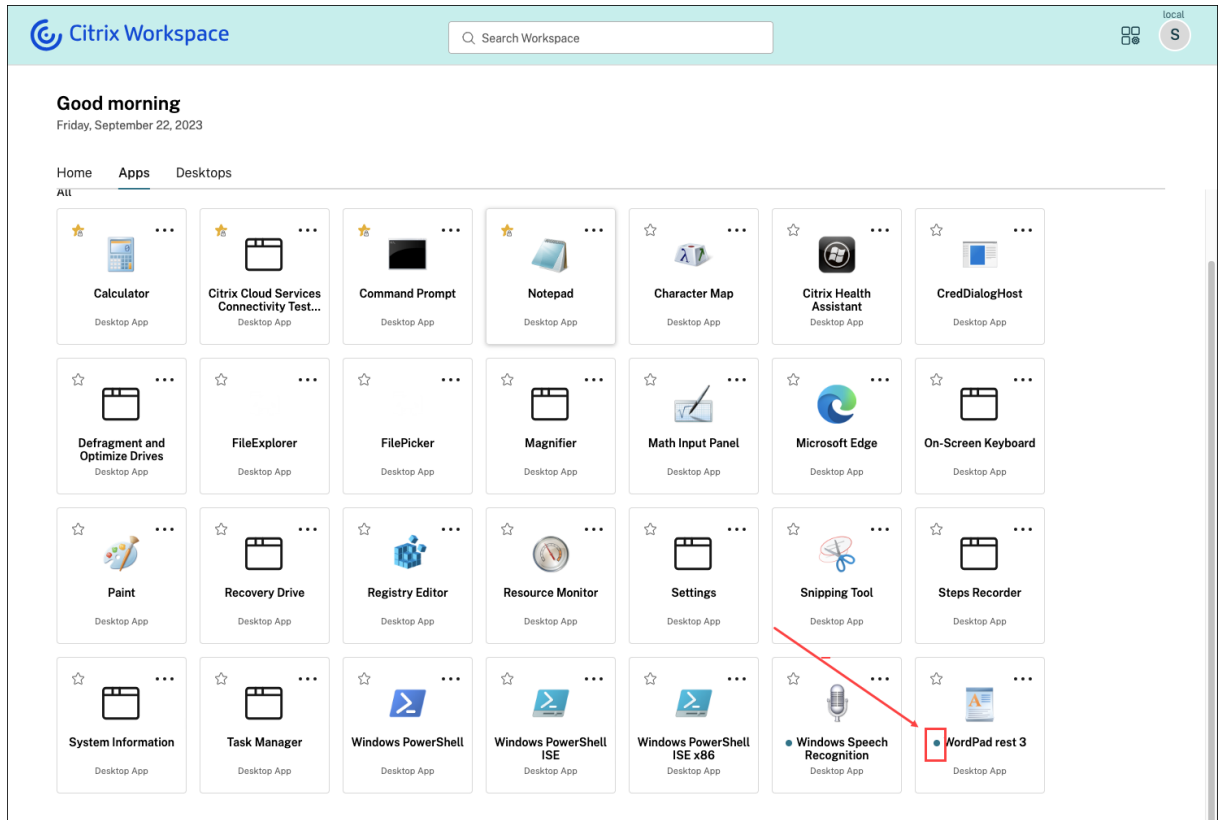 local
Citrix Workspace
Search Workspace
S
Good morning
Friday, September 22, 2023
Home Apps Desktops
All
Calculator
Desktop App
Citrix Cloud Services
Connectivity Test...
Desktop App
Command Prompt
Desktop App
Notepad
Desktop App
Character Map
Desktop App
Citrix Health
Assistant
Desktop App
CredDialogHost
Desktop App
Defragment and
Optimize Drives
Desktop App
FileExplorer
Desktop App
FilePicker
Desktop App
Magnifier
Desktop App
Math Input Panel
Desktop App
Microsoft Edge
Desktop App
On-Screen Keyboard
Desktop App
Paint
Desktop App
Recovery Drive
Desktop App
Registry Editor
Desktop App
Resource Monitor
Desktop App
Settings
Desktop App
Snipping Tool
Desktop App
Steps Recorder
Desktop App
System Information
Desktop App
Task Manager
Desktop App
Windows PowerShell
Desktop App
Windows PowerShell
ISE
Desktop App
Windows PowerShell
ISE x86
Desktop App
Windows Speech
Recognition
Desktop App
WordPad rest 3
Desktop App